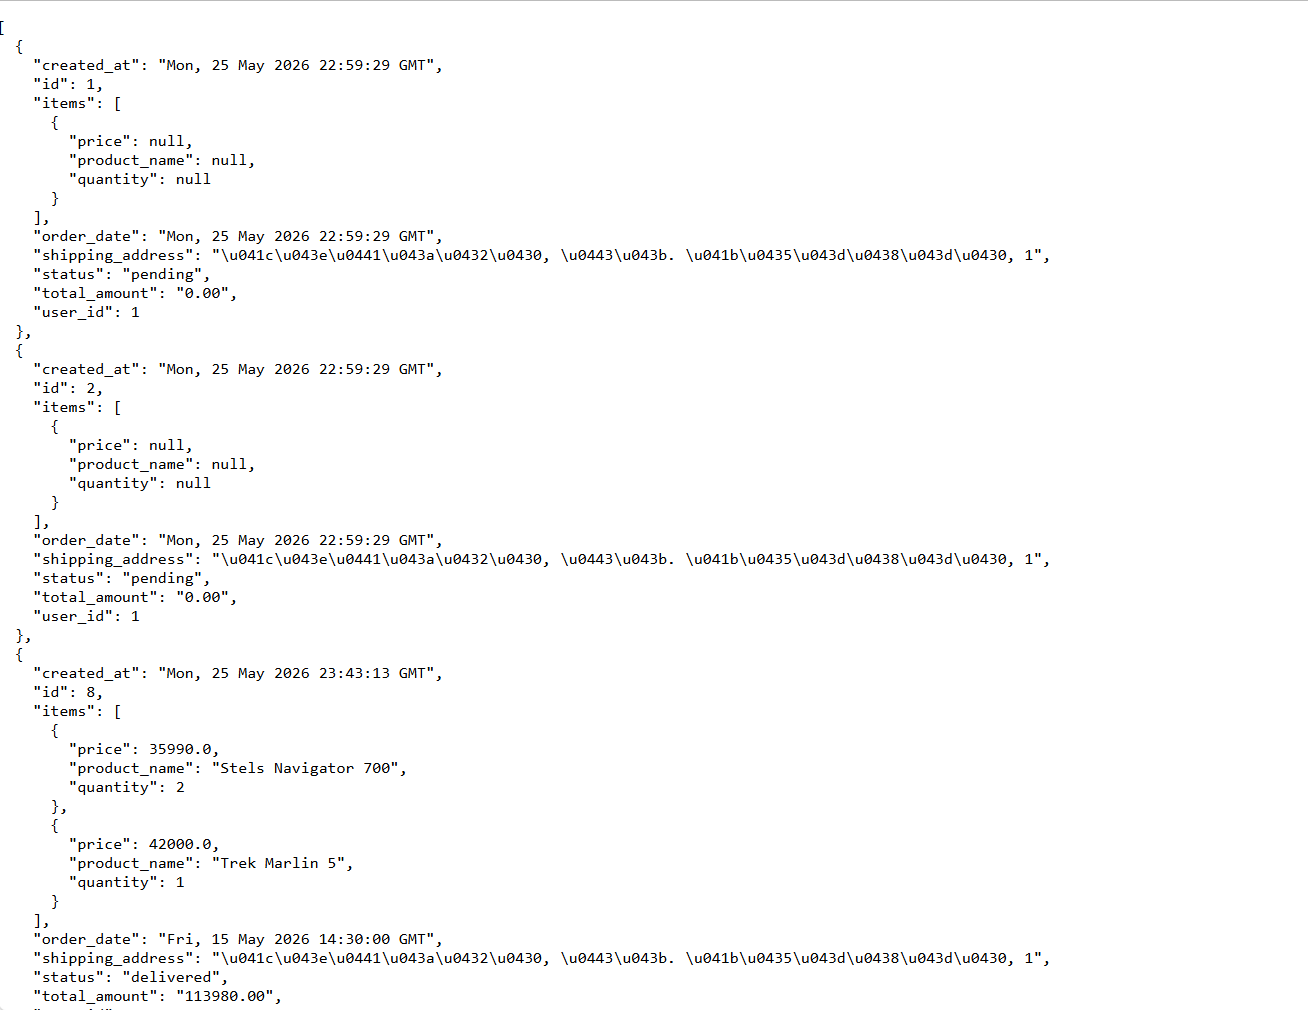 [
  {
    "created_at": "Mon, 25 May 2026 22:59:29 GMT",
    "id": 1,
    "items": [
      {
        "price": null,
        "product_name": null,
        "quantity": null
      }
    ],
    "order_date": "Mon, 25 May 2026 22:59:29 GMT",
    "shipping_address": "\u041c\u043e\u0441\u043a\u0432\u0430, \u0443\u043b. \u041b\u0435\u043d\u0438\u043d\u0430, 1",
    "status": "pending",
    "total_amount": "0.00",
    "user_id": 1
  },
  {
    "created_at": "Mon, 25 May 2026 22:59:29 GMT",
    "id": 2,
    "items": [
      {
        "price": null,
        "product_name": null,
        "quantity": null
      }
    ],
    "order_date": "Mon, 25 May 2026 22:59:29 GMT",
    "shipping_address": "\u041c\u043e\u0441\u043a\u0432\u0430, \u0443\u043b. \u041b\u0435\u043d\u0438\u043d\u0430, 1",
    "status": "pending",
    "total_amount": "0.00",
    "user_id": 1
  },
  {
    "created_at": "Mon, 25 May 2026 23:43:13 GMT",
    "id": 8,
    "items": [
      {
        "price": 35990.0,
        "product_name": "Stels Navigator 700",
        "quantity": 2
      },
      {
        "price": 42000.0,
        "product_name": "Trek Marlin 5",
        "quantity": 1
      }
    ],
    "order_date": "Fri, 15 May 2026 14:30:00 GMT",
    "shipping_address": "\u041c\u043e\u0441\u043a\u0432\u0430, \u0443\u043b. \u041b\u0435\u043d\u0438\u043d\u0430, 1",
    "status": "delivered",
    "total_amount": "113980.00",